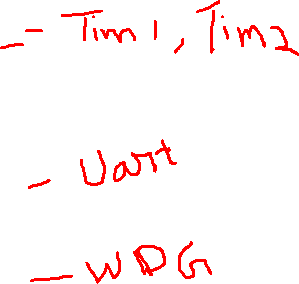 - Tim1, Tim2
- Uart
- WDG